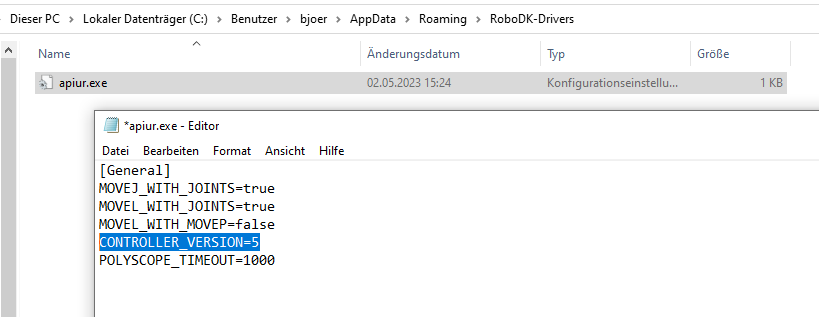 Dieser PC > Lokaler Datenträger (C:) > Benutzer > bjoer > AppData > Roaming > RoboDK-Drivers
Name Änderungsdatum Typ Größe
apiur.exe 02.05.2023 15:24 Konfigurationseinstellu... 1 KB
*apiur.exe - Editor
Datei Bearbeiten Format Ansicht Hilfe
[General]
MOVEJ_WITH_JOINTS=true
MOVEL_WITH_JOINTS=true
MOVEL_WITH_MOVEP=false
CONTROLLER_VERSION=5
POLYSCOPE_TIMEOUT=1000